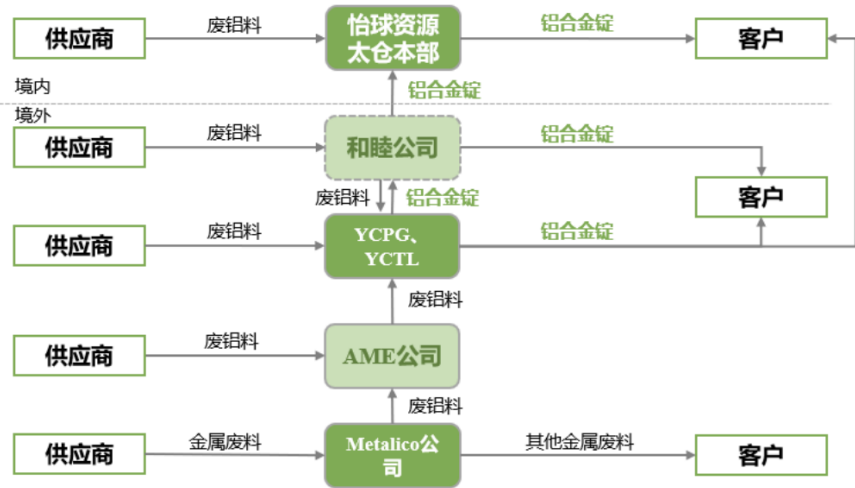 供应商
废铝料
怡球资源
太仓本部
铝合金锭
客户
境内
铝合金锭
境外
供应商
废铝料
和睦公司
铝合金锭
客户
废铝料
铝合金锭
供应商
废铝料
YCPG、
YCTL
铝合金锭
废铝料
供应商
废铝料
AME公司
废铝料
供应商
金属废料
Metalico公
司
其他金属废料
客户